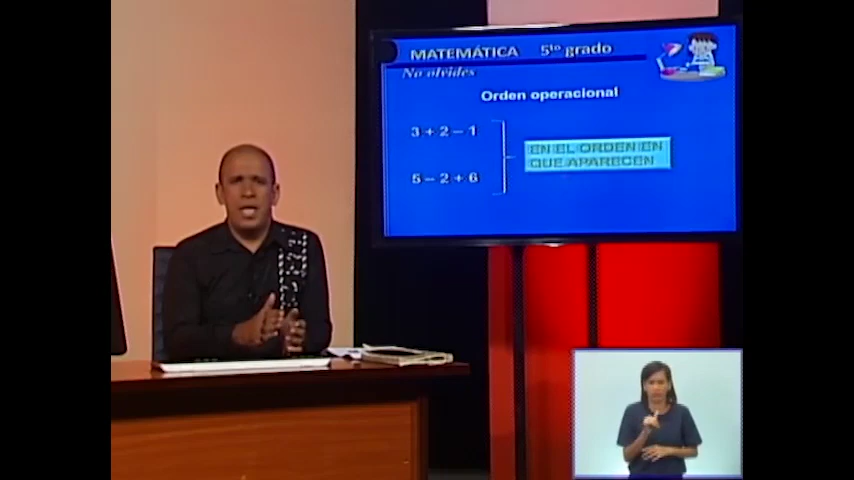 MATEMÁTICA 5to grado
No olvides
Orden operacional
3 + 2 – 1
5 – 2 + 6
EN EL ORDEN EN
QUE APARECEN